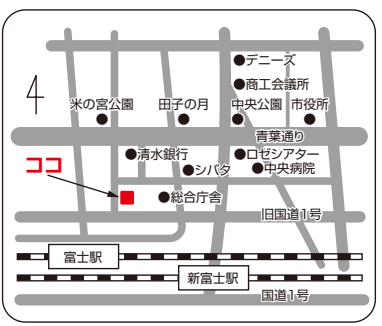 デニーズ
商工会議所
4
米の宮公園
田子の月
中央公園
市役所
青葉通り
清水銀行
ロゼシアター
シバタ
中央病院
ココ
総合庁舎
旧国道1号
富士駅
新富士駅
国道1号